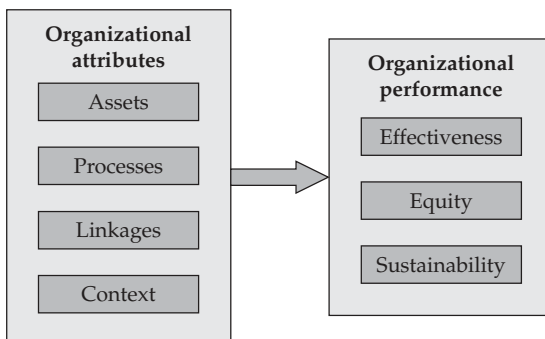 Organizational
attributes
Assets
Processes
Linkages
Context
Organizational
performance
Effectiveness
Equity
Sustainability